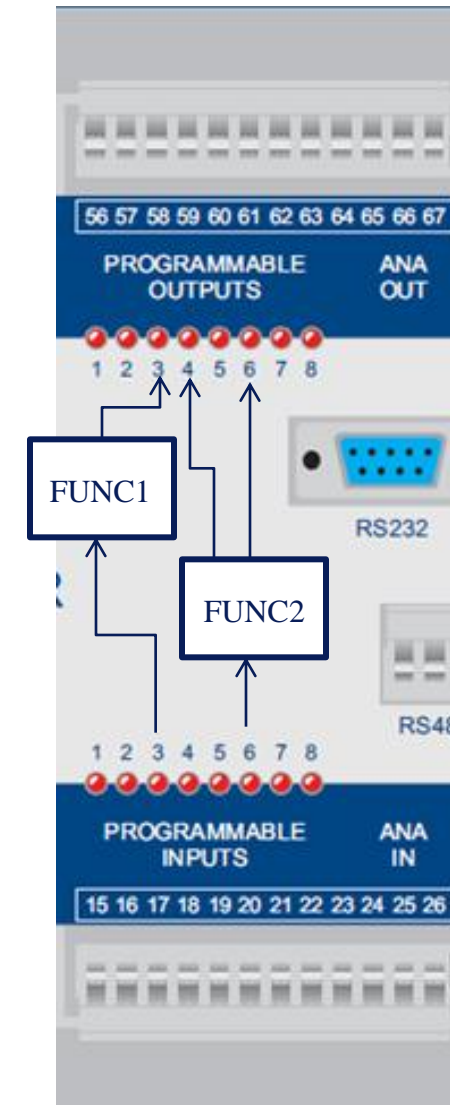 56 57 58 59 60 61 62 63 64 65 66 67
PROGRAMMABLE
OUTPUTS
ANA
OUT
1 2 3 4 5 6 7 8
FUNC1
RS232
FUNC2
RS48
1 2 3 4 5 6 7 8
PROGRAMMABLE
INPUTS
ANA
IN
15 16 17 18 19 20 21 22 23 24 25 26